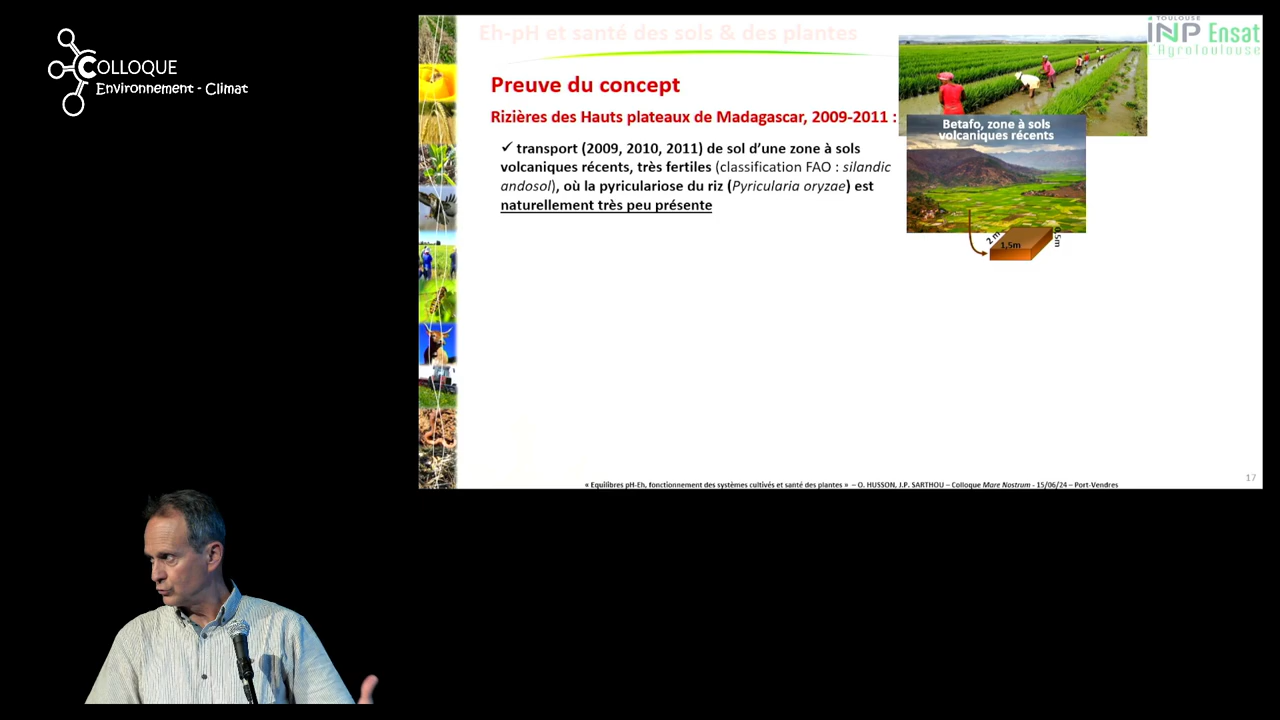 COLLOQUE
Environnement - Climat
Eh-pH et santé des sols & des plantes
TOULOUSE
INP Ensat
L'AgroToulouse
Preuve du concept
Rizières des Hauts plateaux de Madagascar, 2009-2011 :
✓ transport (2009, 2010, 2011) de sol d'une zone à sols
volcaniques récents, très fertiles (classification FAO : silandic
andosol), où la pyriculariose du riz (Pyricularia oryzae) est
naturellement très peu présente
Betafo, zone à sols
volcaniques récents
2 m
1,5m
0,5m
17
« Equilibres pH-Eh, fonctionnement des systèmes cultivés et santé des plantes » – O. HUSSON, J.P. SARTHOU – Colloque Mare Nostrum - 15/06/24 – Port-Vendres